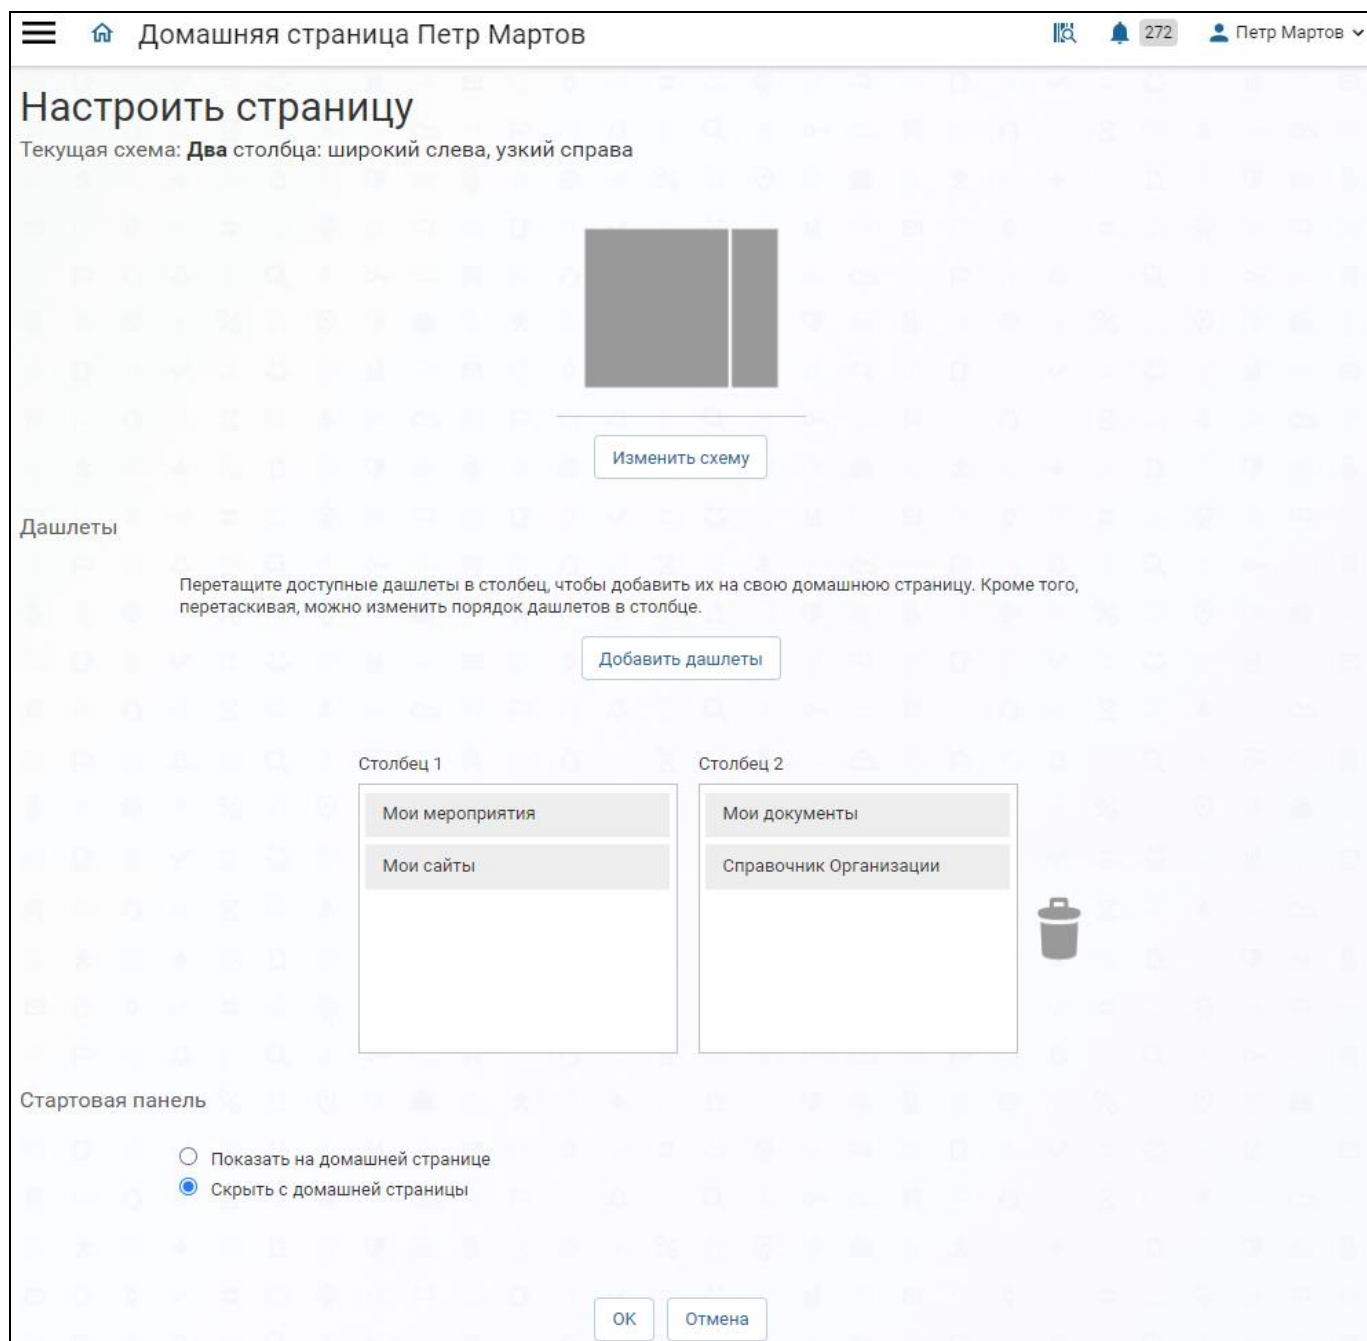 Домашняя страница Петр Мартов
272
Петр Мартов
Настроить страницу
Текущая схема: Два столбца: широкий слева, узкий справа
Изменить схему
Дашлеты
Перетащите доступные дашлеты в столбец, чтобы добавить их на свою домашнюю страницу. Кроме того,
перетаскивая, можно изменить порядок дашлетов в столбце.
Добавить дашлеты
Столбец 1
Столбец 2
Мои мероприятия
Мои документы
Мои сайты
Справочник Организации
Стартовая панель
Показать на домашней странице
Скрыть с домашней страницы
ОК
Отмена